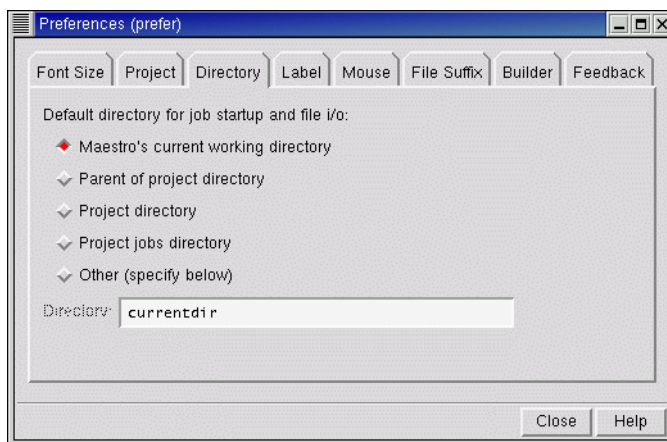 Preferences (prefer)
Font Size Project Directory Label Mouse File Suffix Builder Feedback
Default directory for job startup and file i/o:
Maestro's current working directory
Parent of project directory
Project directory
Project jobs directory
Other (specify below)
Directory: currentdir
Close Help